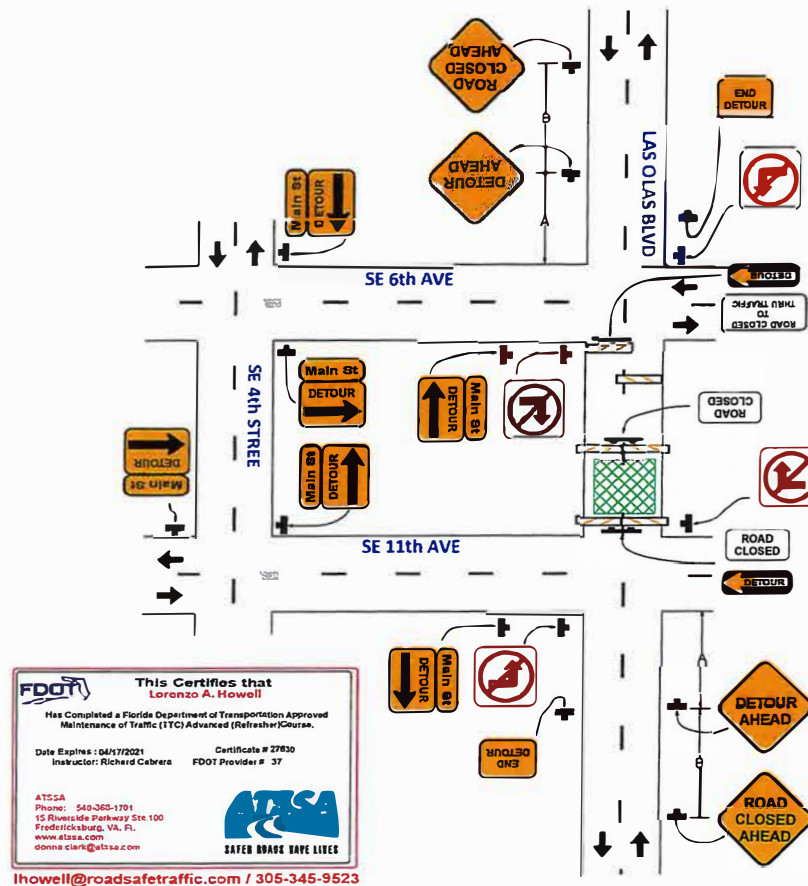 ROAD
CLOSED
AHEAD
DETOUR
AHEAD
B
A
END
DETOUR
LAS OLAS BLVD
Main St
DETOUR
SE 6th AVE
DETOUR
ROAD CLOSED
TO
THRU TRAFFIC
SE 4th STREE
Main St
DETOUR
Main St
DETOUR
Main St
DETOUR
Main St
DETOUR
ROAD
CLOSED
SE 11th AVE
ROAD
CLOSED
DETOUR
Main St
DETOUR
END
DETOUR
A
B
DETOUR
AHEAD
ROAD
CLOSED
AHEAD
FDOT
This Certifies that
Lorenzo A. Howell
Has Completed a Florida Department of Transportation Approved
Maintenance of Traffic (TTC) Advanced (Refresher)Course.
Date Expires : 04/17/2021
Certificate # 27830
Instructor: Richard Cabrera
FDOT Provider # 37
ATSSA
Phone: 540-368-1701
15 Riverside Parkway Ste.100
Fredericksburg, VA. FL.
www.atssa.com
donna.clark@atssa.com
ATSSA
SAFER ROADS SAVE LIVES
lhowell@roadsafetraffic.com / 305-345-9523